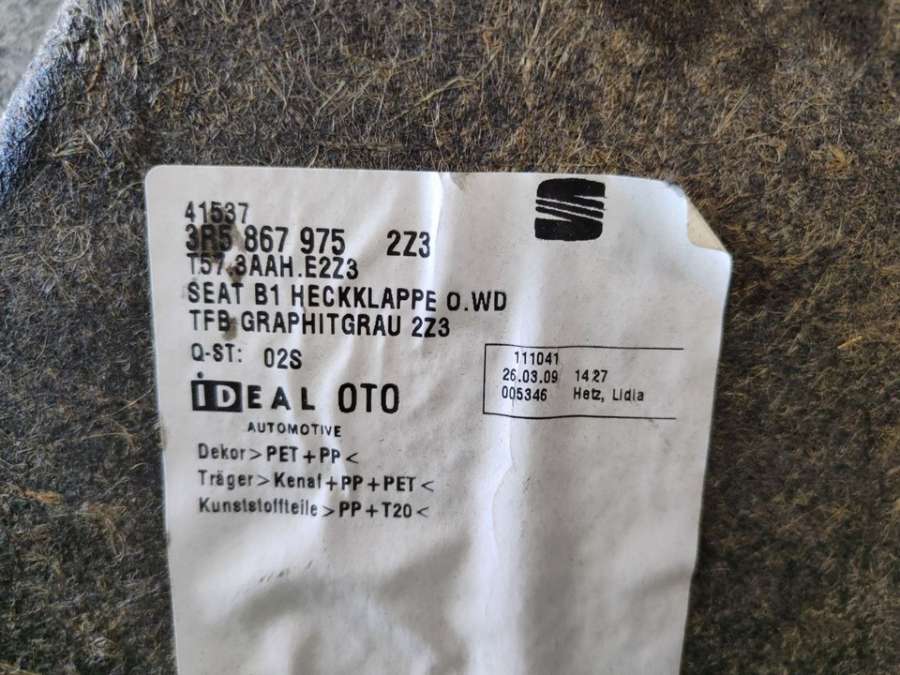 41537
3R5 867 975 2Z3
T57.3AAH.E2Z3
SEAT B1 HECKKLAPPE O.WD
TFB GRAPHITGRAU 2Z3
Q-ST: 02S
111041
26.03.09 14 27
005346 Hetz, Lidia
IDEAL OTO
AUTOMOTIVE
Dekor>PET+PP<
Träger>Kenaf+PP+PET<
Kunststoffteile>PP+T20<